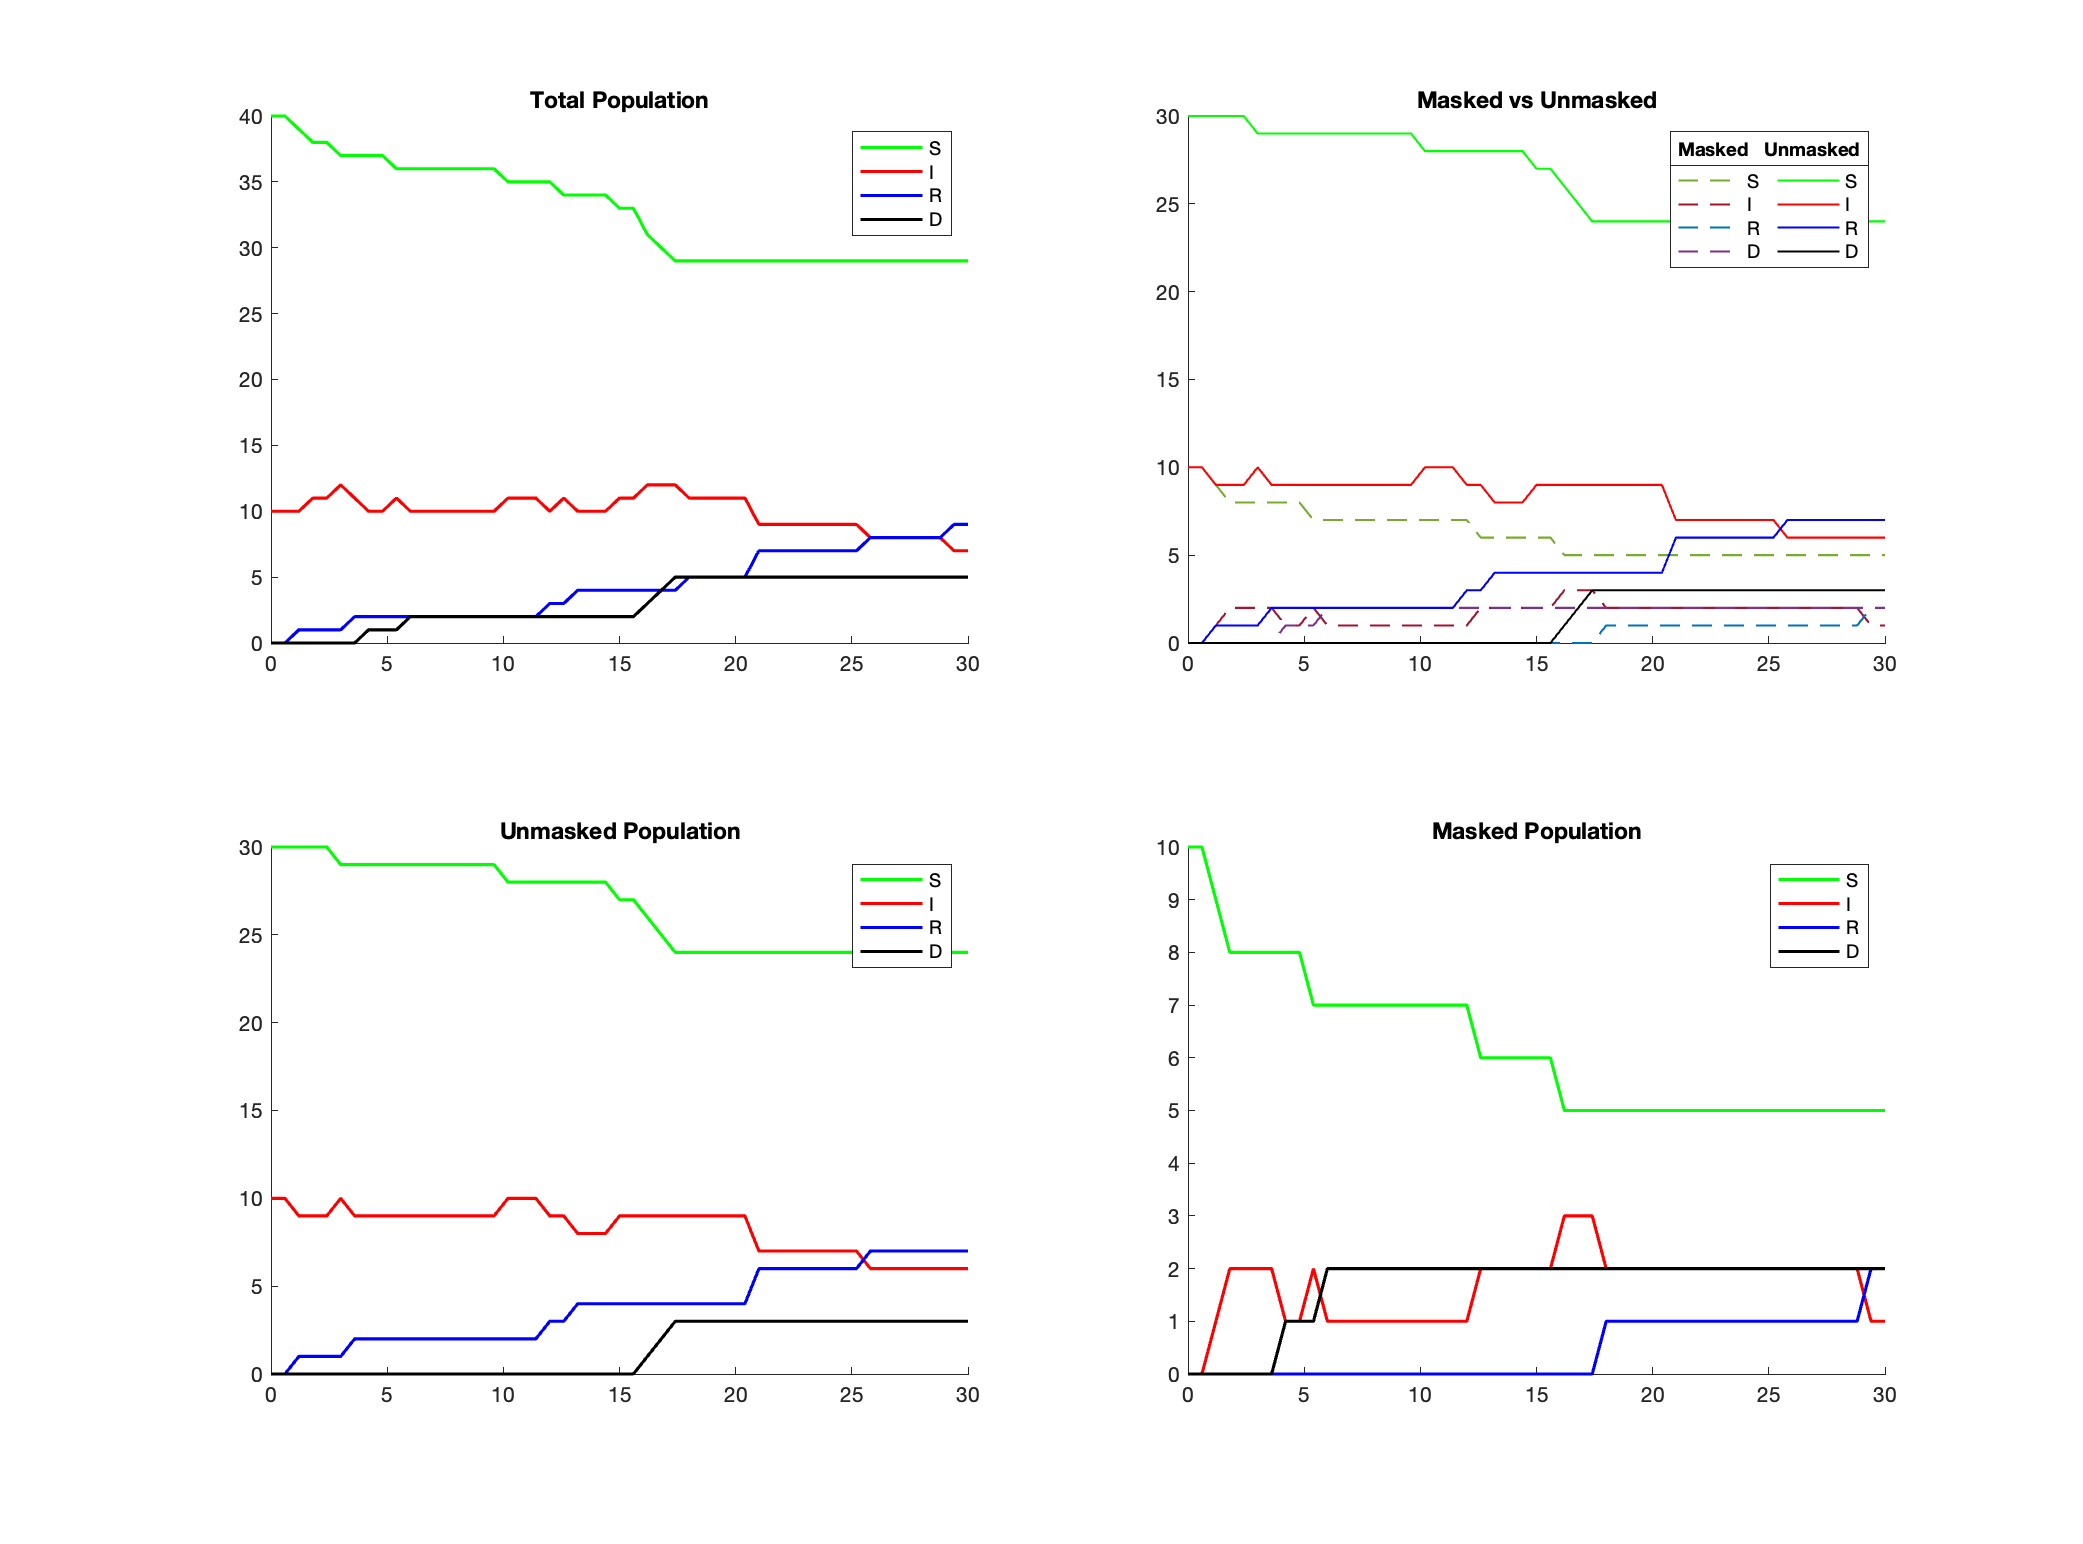 Total Population
40
35
30
25
20
15
10
5
0
0 5 10 15 20 25 30
S
I
R
D
Masked vs Unmasked
30
25
20
15
10
5
0
0 5 10 15 20 25 30
Masked Unmasked
S S
I I
R R
D D
Unmasked Population
30
25
20
15
10
5
0
0 5 10 15 20 25 30
S
I
R
D
Masked Population
10
9
8
7
6
5
4
3
2
1
0
0 5 10 15 20 25 30
S
I
R
D